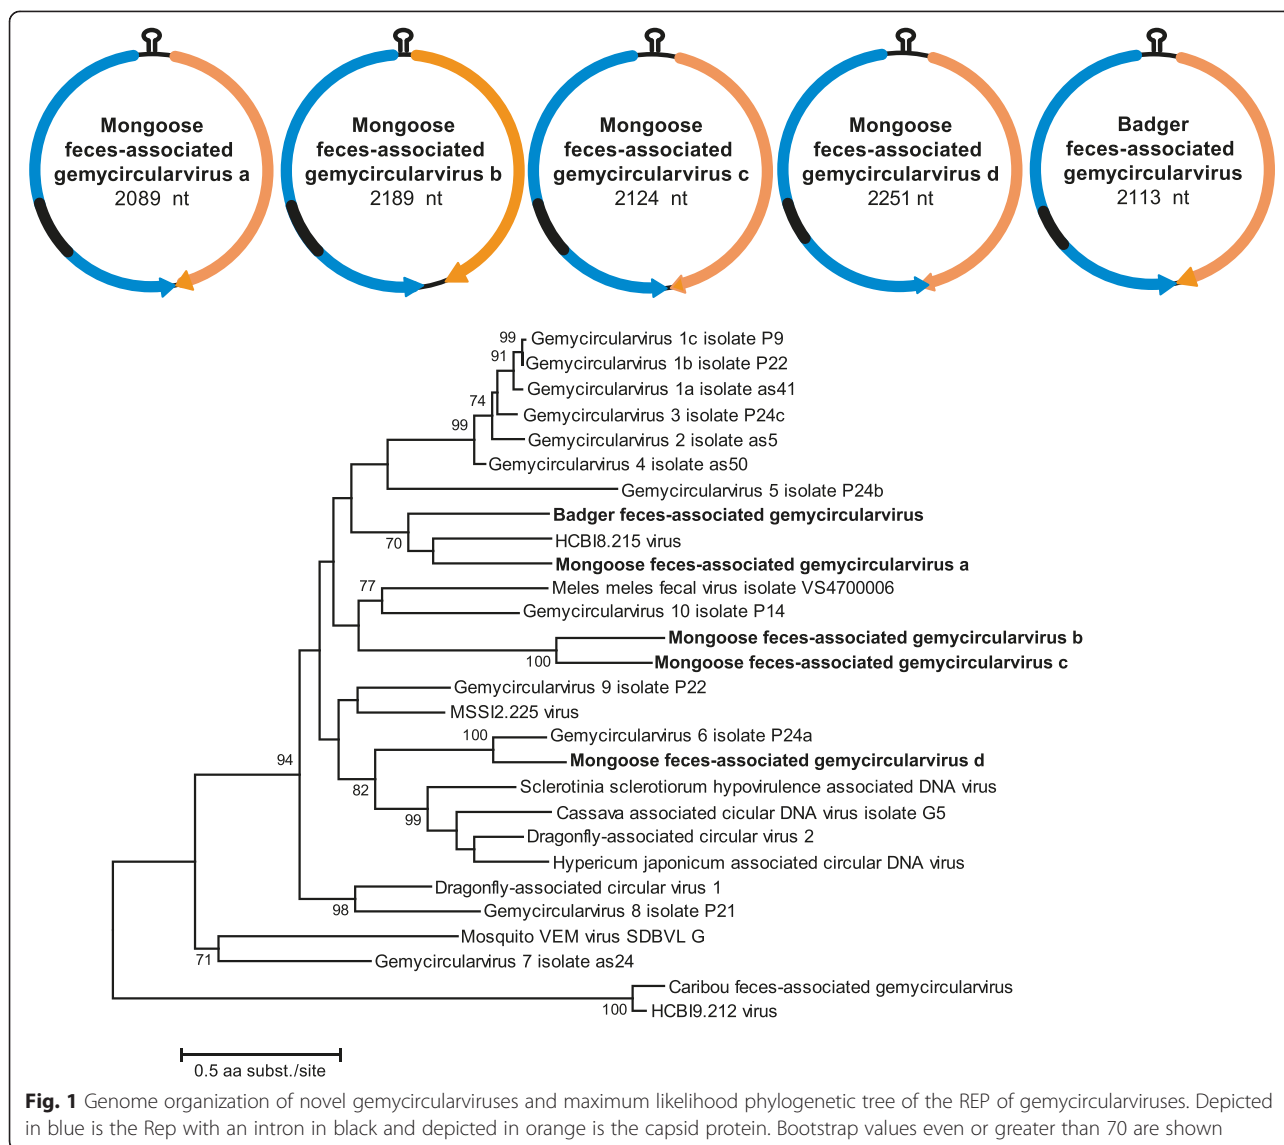 Mongoose
feces-associated
gemycircularvirus a
2089 nt
Mongoose
feces-associated
gemycircularvirus b
2189 nt
Mongoose
feces-associated
gemycircularvirus c
2124 nt
Mongoose
feces-associated
gemycircularvirus d
2251 nt
Badger
feces-associated
gemycircularvirus
2113 nt
99
Gemycircularvirus 1c isolate P9
91
Gemycircularvirus 1b isolate P22
Gemycircularvirus 1a isolate as41
74
Gemycircularvirus 3 isolate P24c
99
Gemycircularvirus 2 isolate as5
Gemycircularvirus 4 isolate as50
Gemycircularvirus 5 isolate P24b
Badger feces-associated gemycircularvirus
70
HCBI8.215 virus
Mongoose feces-associated gemycircularvirus a
77
Meles meles fecal virus isolate VS4700006
Gemycircularvirus 10 isolate P14
Mongoose feces-associated gemycircularvirus b
100
Mongoose feces-associated gemycircularvirus c
Gemycircularvirus 9 isolate P22
MSSI2.225 virus
100
Gemycircularvirus 6 isolate P24a
94
Mongoose feces-associated gemycircularvirus d
82
Sclerotinia sclerotiorum hypovirulence associated DNA virus
99
Cassava associated cicular DNA virus isolate G5
Dragonfly-associated circular virus 2
Hypericum japonicum associated circular DNA virus
Dragonfly-associated circular virus 1
98
Gemycircularvirus 8 isolate P21
Mosquito VEM virus SDBVL G
71
Gemycircularvirus 7 isolate as24
Caribou feces-associated gemycircularvirus
100
HCBI9.212 virus
0.5 aa subst./site
Fig. 1 Genome organization of novel gemycircularviruses and maximum likelihood phylogenetic tree of the REP of gemycircularviruses. Depicted
in blue is the Rep with an intron in black and depicted in orange is the capsid protein. Bootstrap values even or greater than 70 are shown